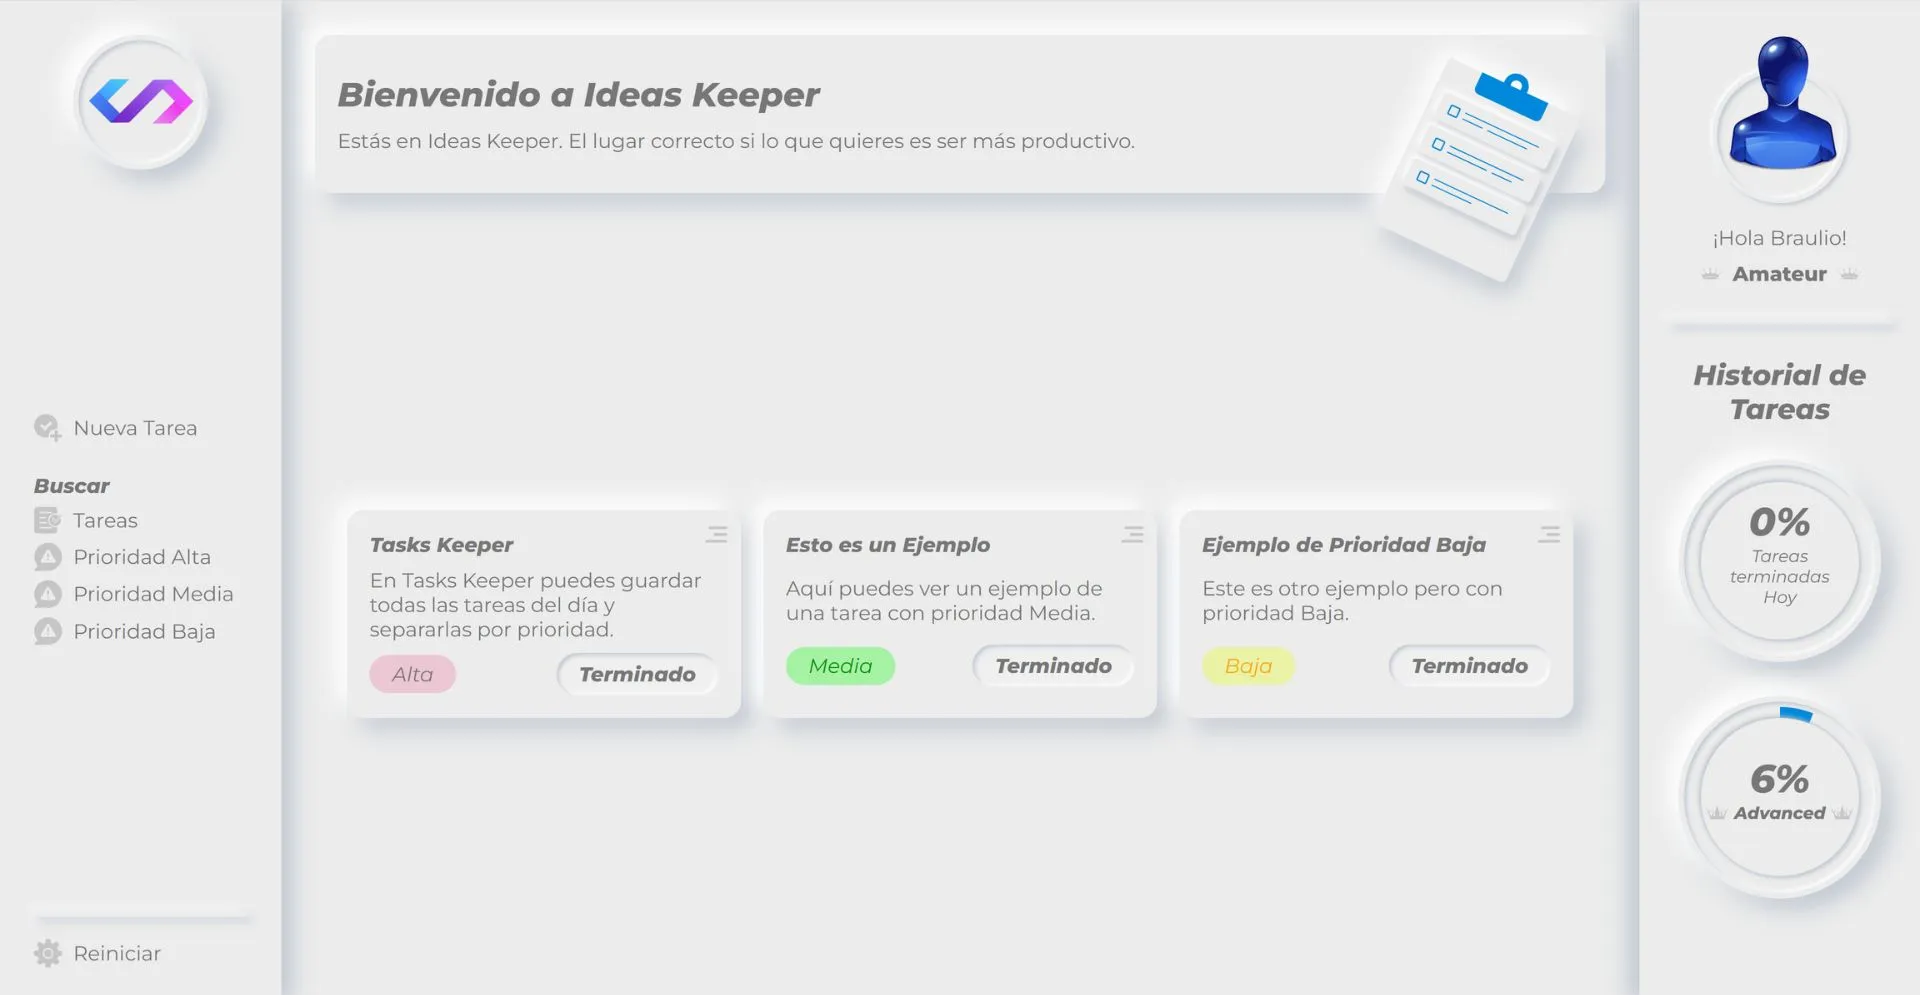 Bienvenido a Ideas Keeper
Estás en Ideas Keeper. El lugar correcto si lo que quieres es ser más productivo.
Nueva Tarea
Buscar
Tareas
Prioridad Alta
Prioridad Media
Prioridad Baja
Reiniciar
Tasks Keeper
En Tasks Keeper puedes guardar
todas las tareas del día y
separarlas por prioridad.
Alta
Terminado
Esto es un Ejemplo
Aquí puedes ver un ejemplo de
una tarea con prioridad Media.
Media
Terminado
Ejemplo de Prioridad Baja
Este es otro ejemplo pero con
prioridad Baja.
Baja
Terminado
¡Hola Braulio!
Amateur
Historial de
Tareas
0%
Tareas
terminadas
Hoy
6%
Advanced